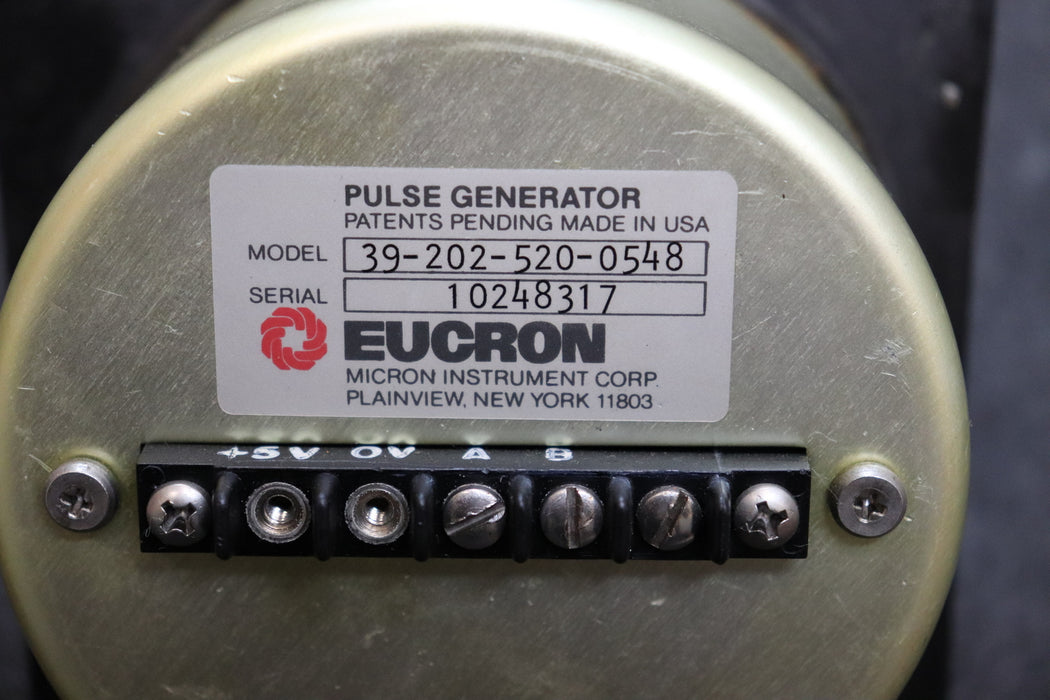 PULSE GENERATOR
PATENTS PENDING MADE IN USA
MODEL 39-202-520-0548
SERIAL 10248317
EUCRON
MICRON INSTRUMENT CORP.
PLAINVIEW, NEW YORK 11803
+5V 0V A B